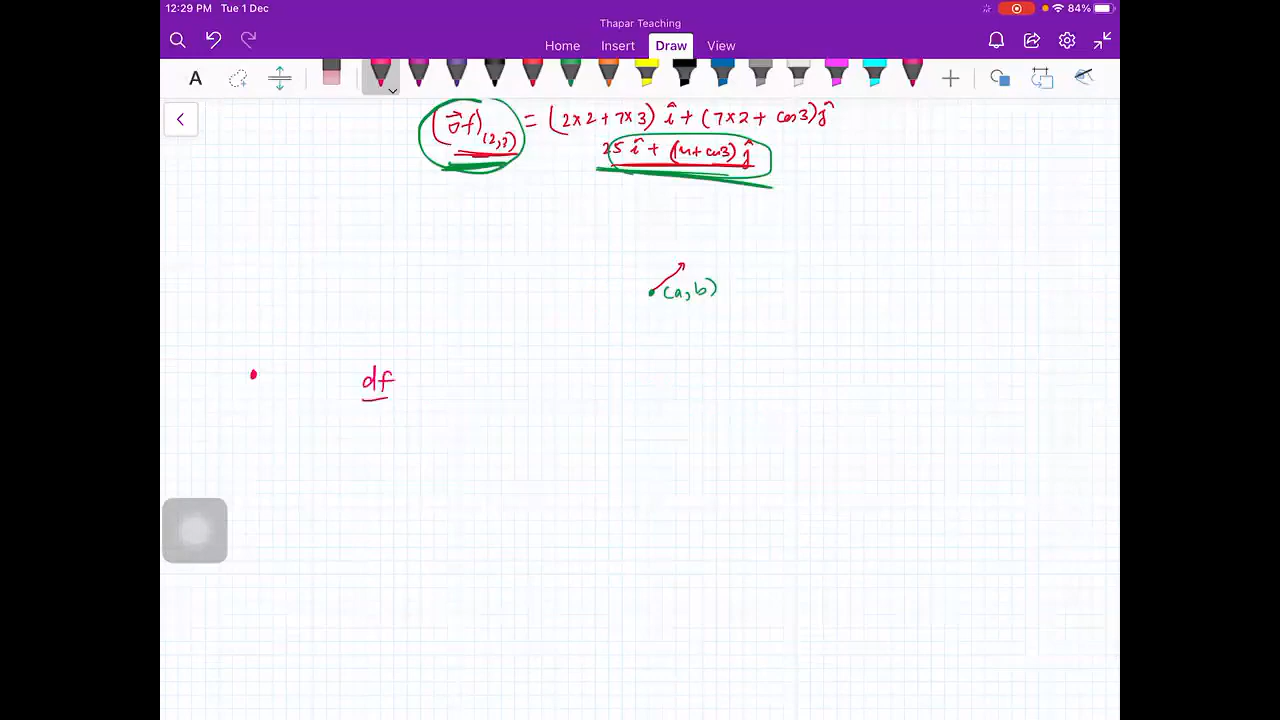 12:29 PM Tue 1 Dec
84%
Thapar Teaching
Home Insert Draw View
A
(∇⃗f)(2,3) = (2×2+7×3) î + (7×2+ cos3) ĵ
25 î + (14+cos3) ĵ
(a,b)
df